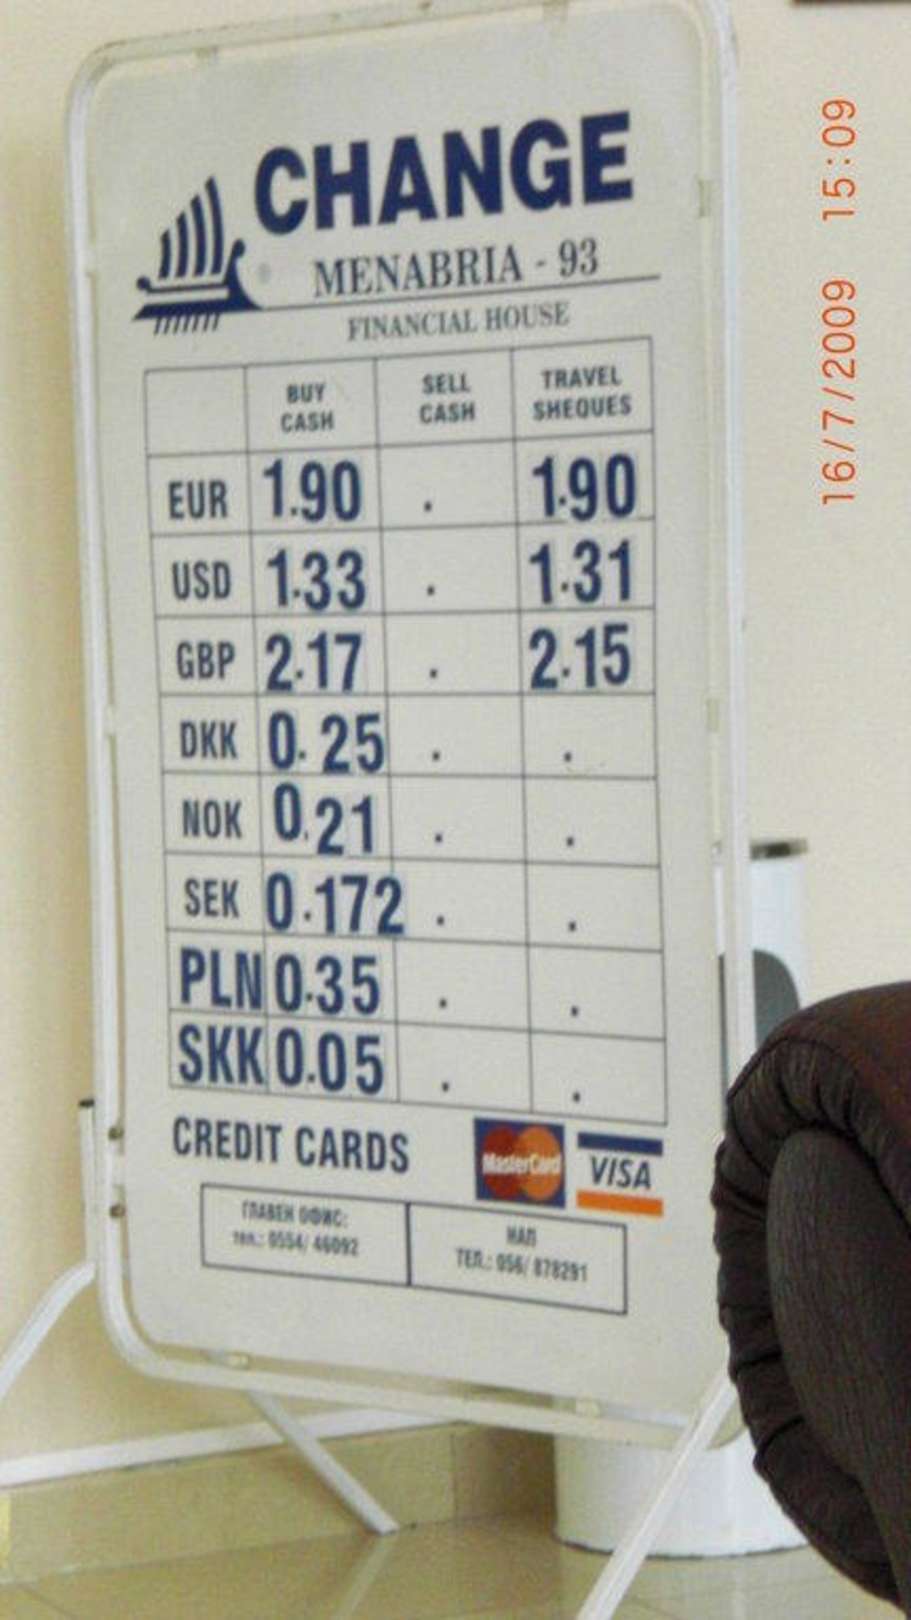 CHANGE
MENABRIA - 93
FINANCIAL HOUSE
BUY CASH SELL CASH TRAVEL SHEQUES
EUR 1.90 . 1.90
USD 1.33 . 1.31
GBP 2.17 . 2.15
DKK 0.25 . .
NOK 0.21 . .
SEK 0.172 . .
PLN 0.35 . .
SKK 0.05 . .
CREDIT CARDS MasterCard VISA
ГЛАВЕН ОФИС: НАП
тел.: 0554/ 46092 ТЕЛ.: 056/ 878291
16/7/2009 15:09